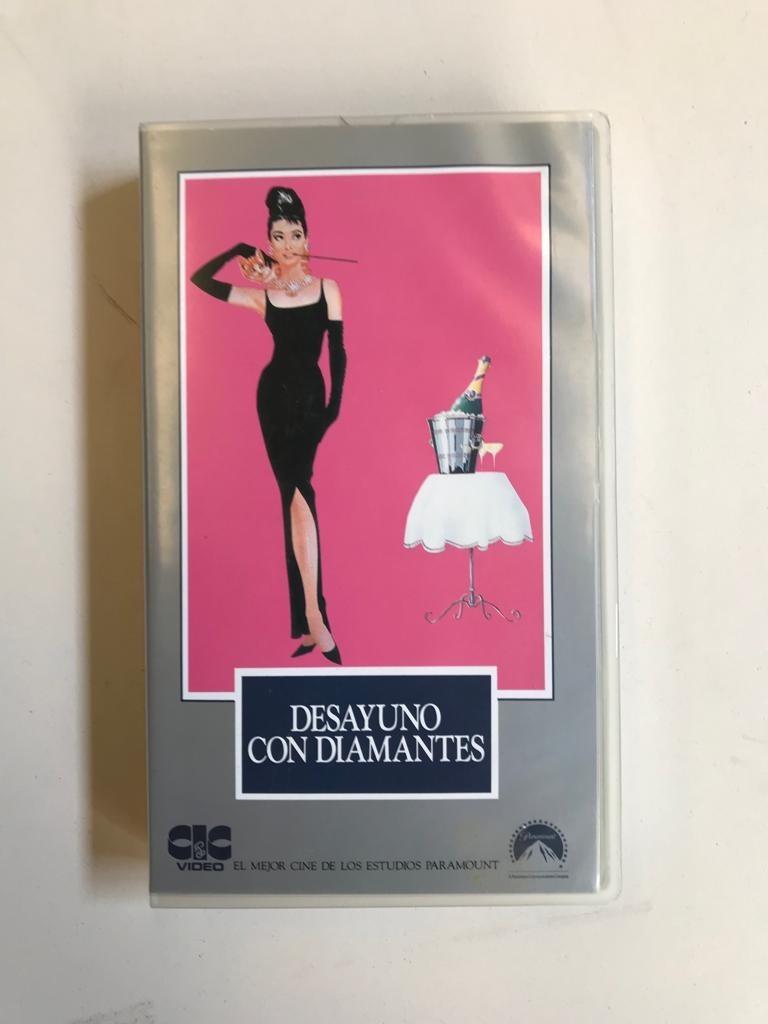 DESAYUNO
CON DIAMANTES
CIC
VIDEO
EL MEJOR CINE DE LOS ESTUDIOS PARAMOUNT
Paramount